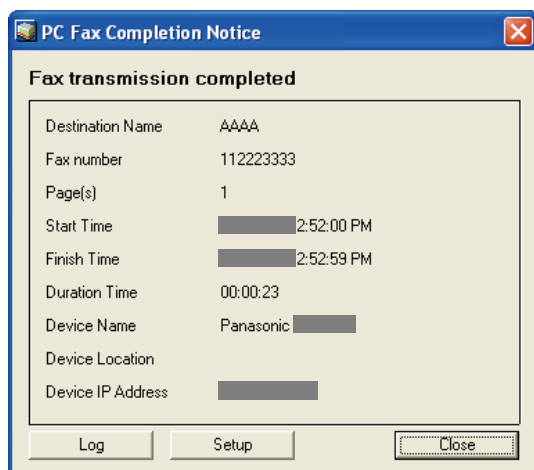 PC Fax Completion Notice
Fax transmission completed
Destination Name AAAA
Fax number 112223333
Page(s) 1
Start Time 2:52:00 PM
Finish Time 2:52:59 PM
Duration Time 00:00:23
Device Name Panasonic
Device Location
Device IP Address
Log Setup Close